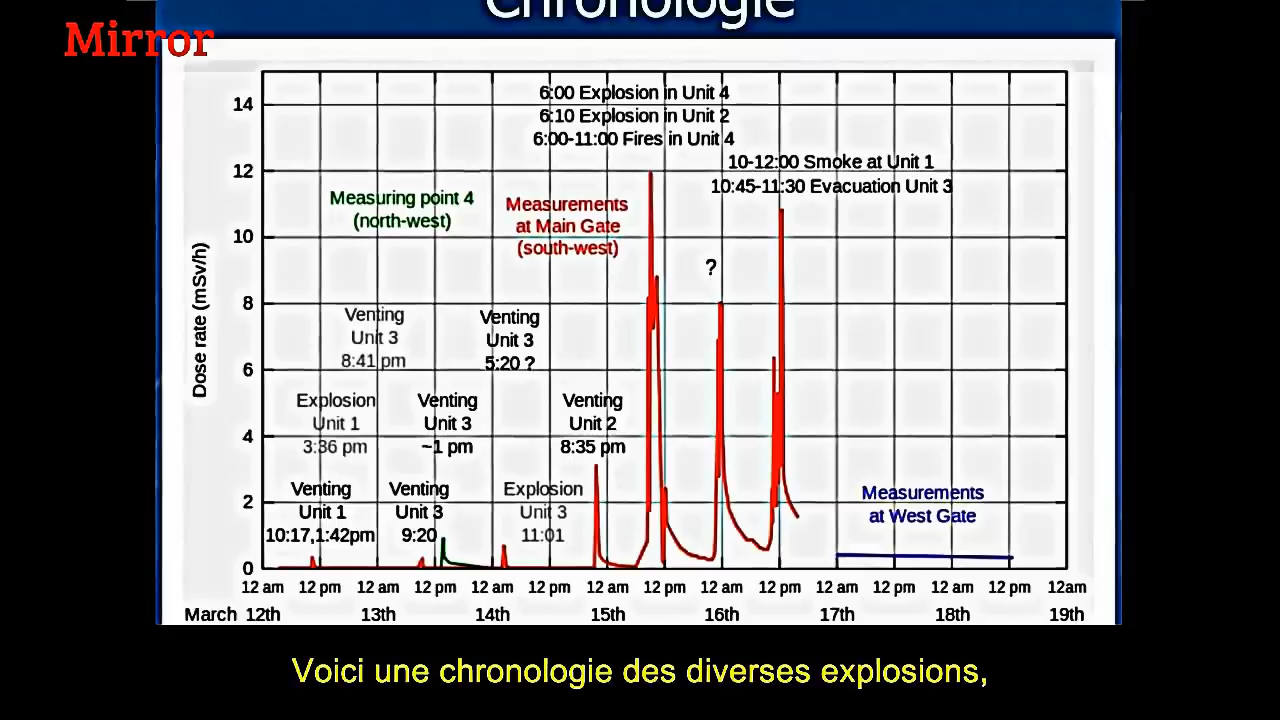 Chronologie
Mirror
6:00 Explosion in Unit 4
6:10 Explosion in Unit 2
6:00-11:00 Fires in Unit 4
10-12:00 Smoke at Unit 1
10:45-11:30 Evacuation Unit 3
Measuring point 4
(north-west)
Measurements
at Main Gate
(south-west)
?
Venting
Unit 3
8:41 pm
Venting
Unit 3
5:20 ?
Explosion
Unit 1
3:36 pm
Venting
Unit 3
~1 pm
Venting
Unit 2
8:35 pm
Venting
Unit 1
10:17,1:42pm
Venting
Unit 3
9:20
Explosion
Unit 3
11:01
Measurements
at West Gate
Dose rate (mSv/h)
14
12
10
8
6
4
2
0
12 am 12 pm 12 am 12 pm 12 am 12 pm 12 am 12 pm 12 am 12 pm 12 am 12 pm 12 am 12 pm 12am
March 12th 13th 14th 15th 16th 17th 18th 19th
Voici une chronologie des diverses explosions,